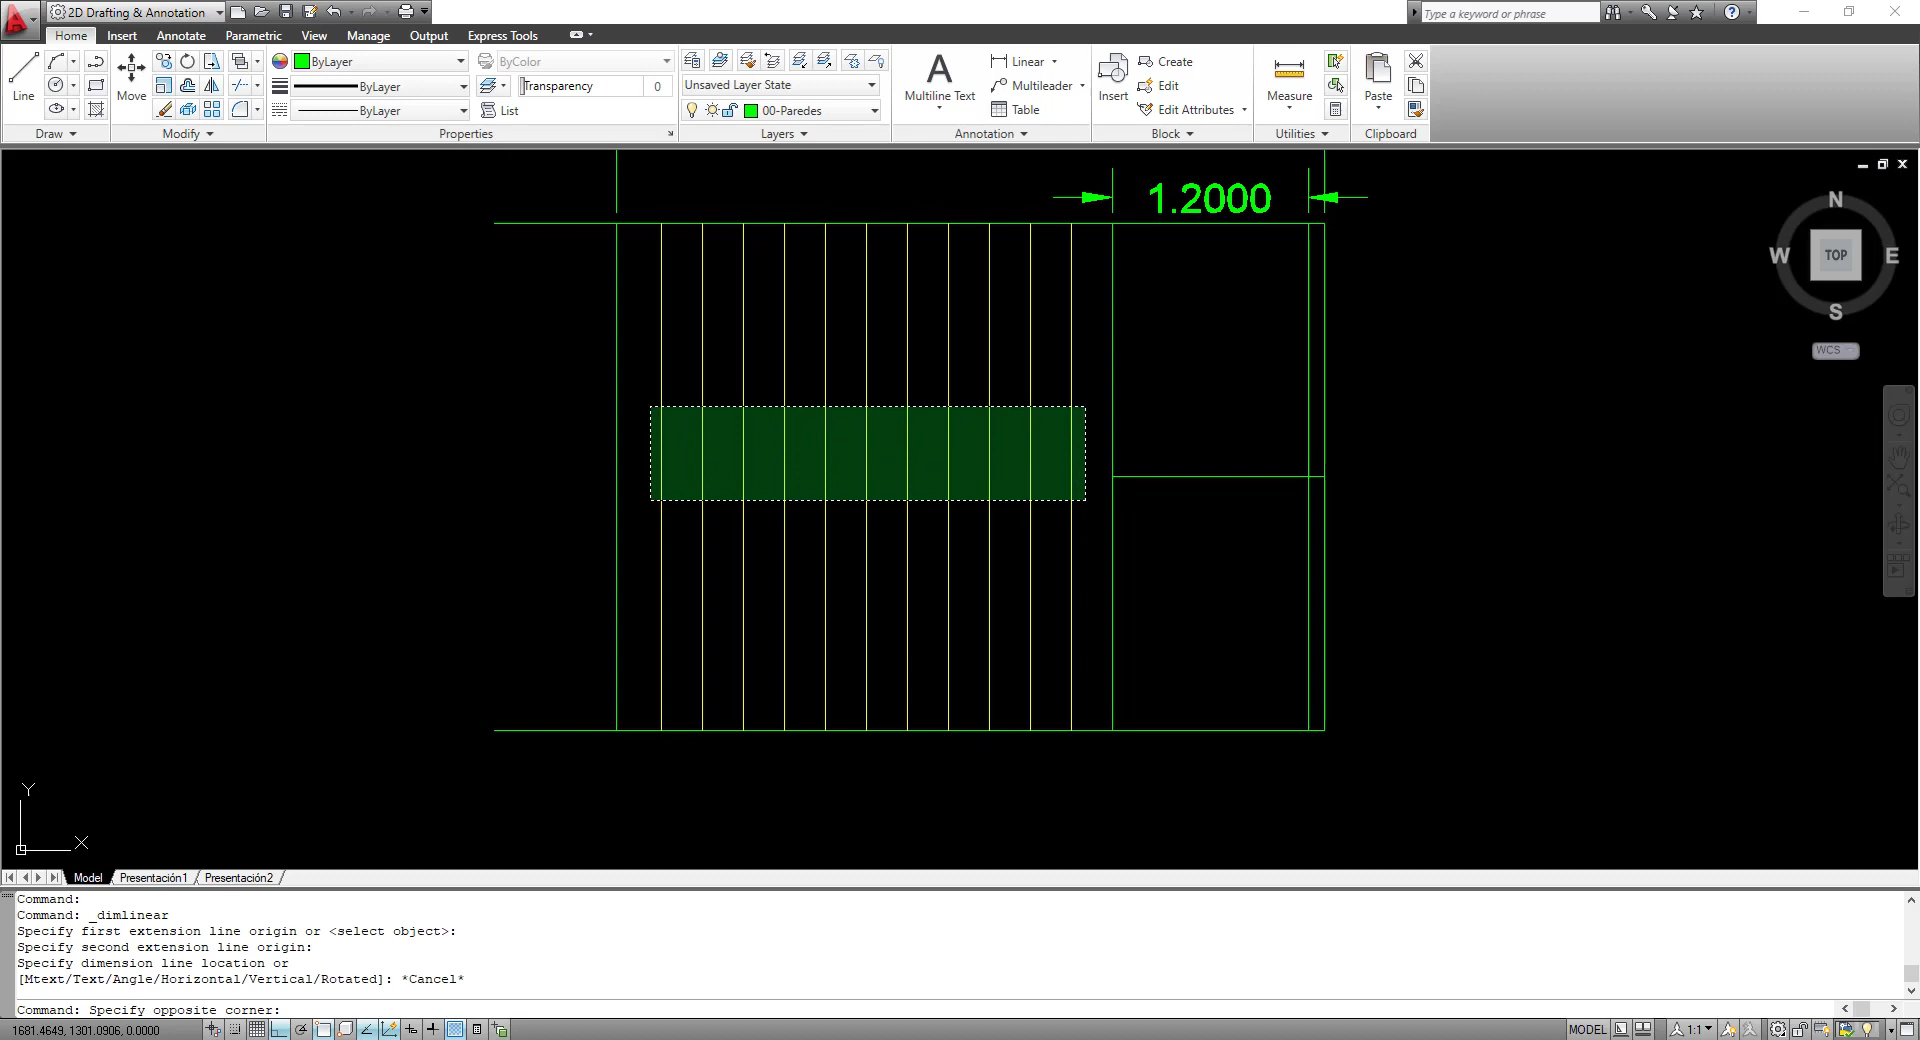 2D Drafting & Annotation
Type a keyword or phrase
Home Insert Annotate Parametric View Manage Output Express Tools
Line Move
ByLayer ByColor
ByLayer Transparency 0
ByLayer List
Unsaved Layer State
00-Paredes
Multiline Text
Linear
Multileader
Table
Insert
Create
Edit
Edit Attributes
Measure
Paste
Draw Modify Properties Layers Annotation Block Utilities Clipboard
1.2000
N
W TOP E
S
WCS
Y
X
Model Presentación1 Presentación2
Command:
Command: _dimlinear
Specify first extension line origin or <select object>:
Specify second extension line origin:
Specify dimension line location or
[Mtext/Text/Angle/Horizontal/Vertical/Rotated]: *Cancel*
Command: Specify opposite corner:
1681.4649, 1301.0906, 0.0000
MODEL 1:1